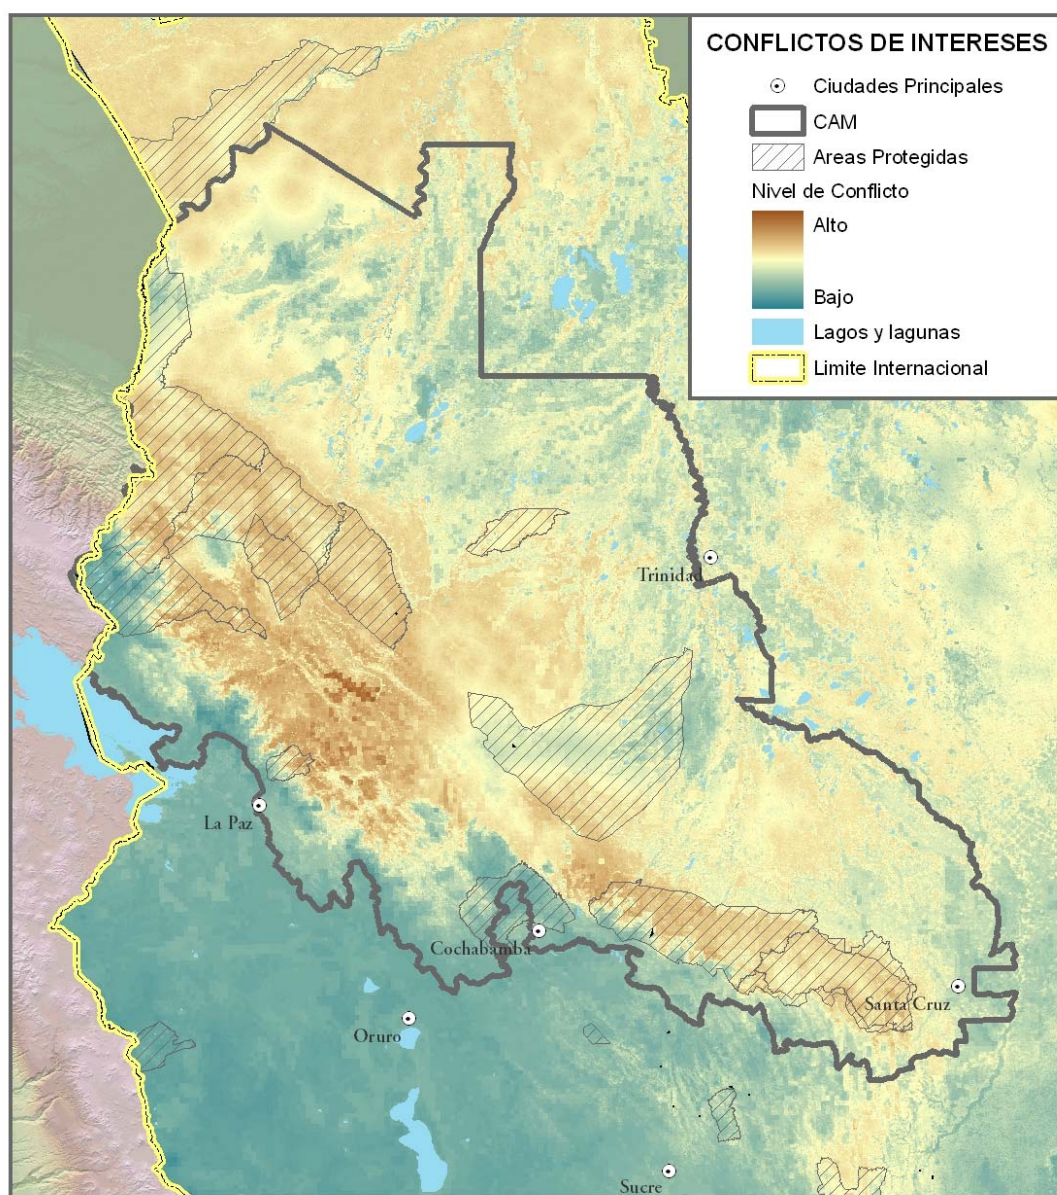 CONFLICTOS DE INTERESES
Ciudades Principales
CAM
Areas Protegidas
Nivel de Conflicto
Alto
Bajo
Lagos y lagunas
Limite Internacional
Trinidad
La Paz
Cochabamba
Santa Cruz
Oruro
Sucre